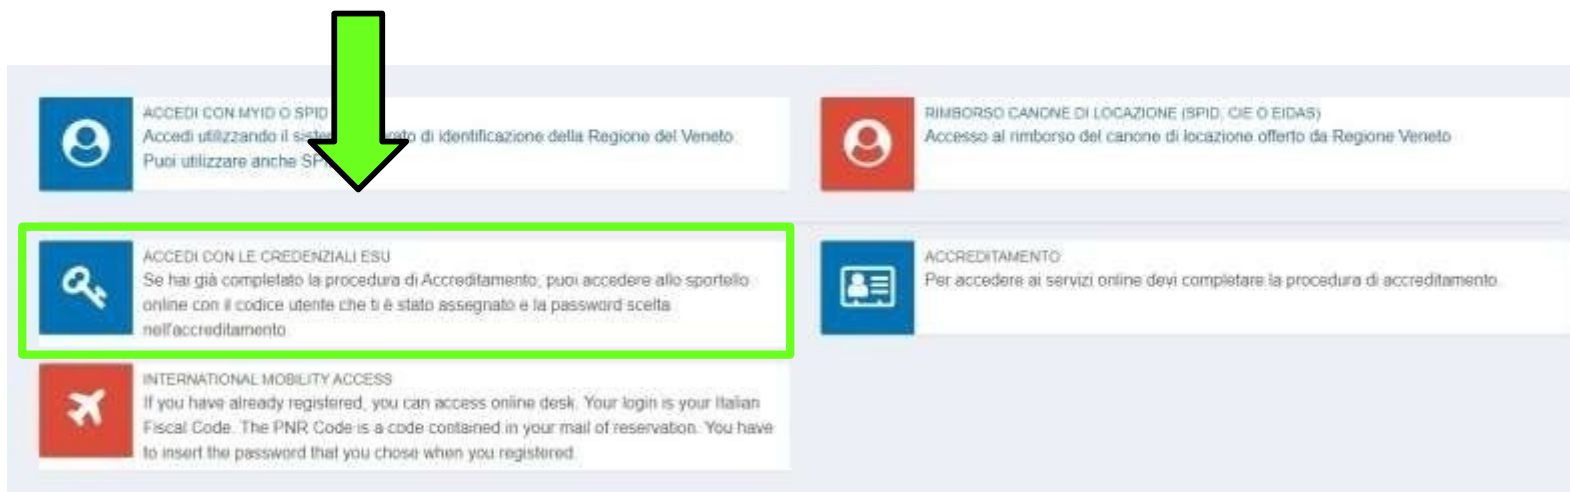 ACCEDI CON MYID O SPID
Accedi utilizzando il sistem rato di identificazione della Regione del Veneto.
Puoi utilizzare anche SPI
RIMBORSO CANONE DI LOCAZIONE (SPID, CIE O EIDAS)
Accesso al rimborso del canone di locazione offerto da Regione Veneto
ACCEDI CON LE CREDENZIALI ESU
Se hai già completato la procedura di Accreditamento, puoi accedere allo sportello
online con il codice utente che ti è stato assegnato e la password scelta
nell'accreditamento.
ACCREDITAMENTO
Per accedere ai servizi online devi completare la procedura di accreditamento.
INTERNATIONAL MOBILITY ACCESS
If you have already registered, you can access online desk. Your login is your Italian
Fiscal Code. The PNR Code is a code contained in your mail of reservation. You have
to insert the password that you chose when you registered.